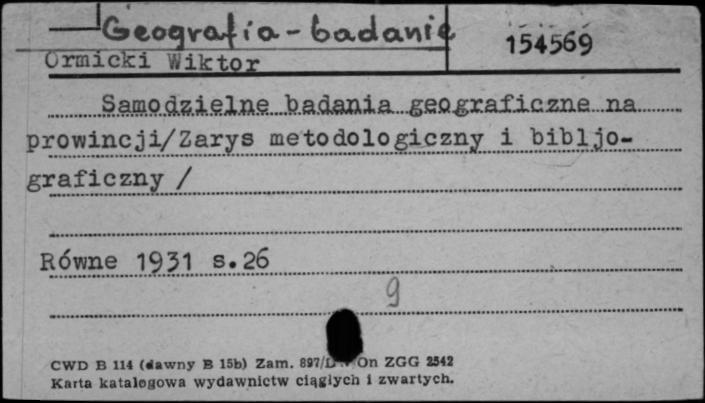 Geografia - badanie
154569
Ormicki Wiktor
Samodzielne badania geograficzne na
prowincji/Zarys metodologiczny i bibljo-
graficzny /
Równe 1931 s.26
9
CWD B 114 (dawny B 15b) Zam. 897/D On ZGG 2542
Karta katalogowa wydawnictw ciągłych i zwartych.